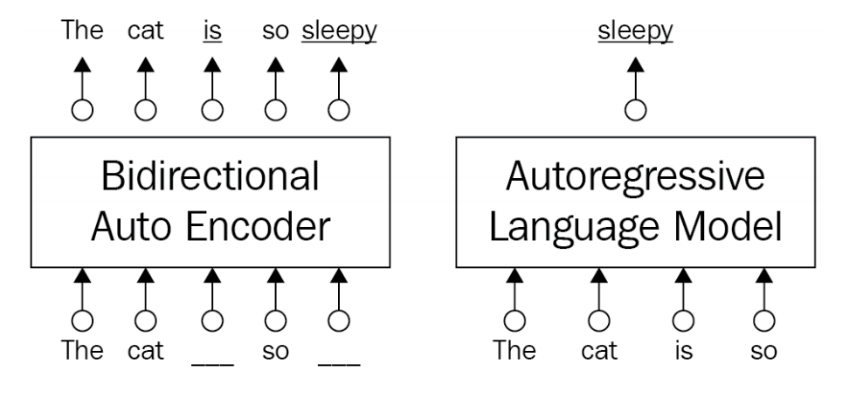 The cat is so sleepy
Bidirectional
Auto Encoder
The cat ___ so ___
sleepy
Autoregressive
Language Model
The cat is so